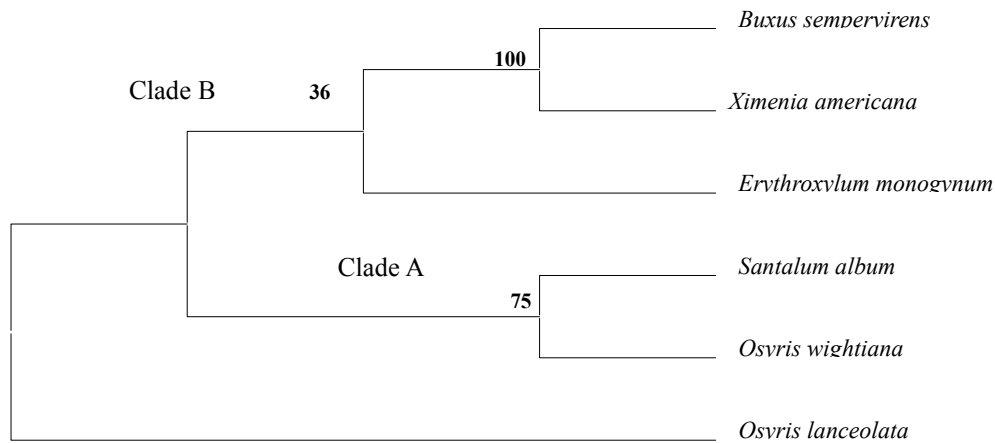 Buxus sempervirens
100
Clade B
36
Ximenia americana
Erythroxylum monogynum
Clade A
Santalum album
75
Osyris wightiana
Osyris lanceolata